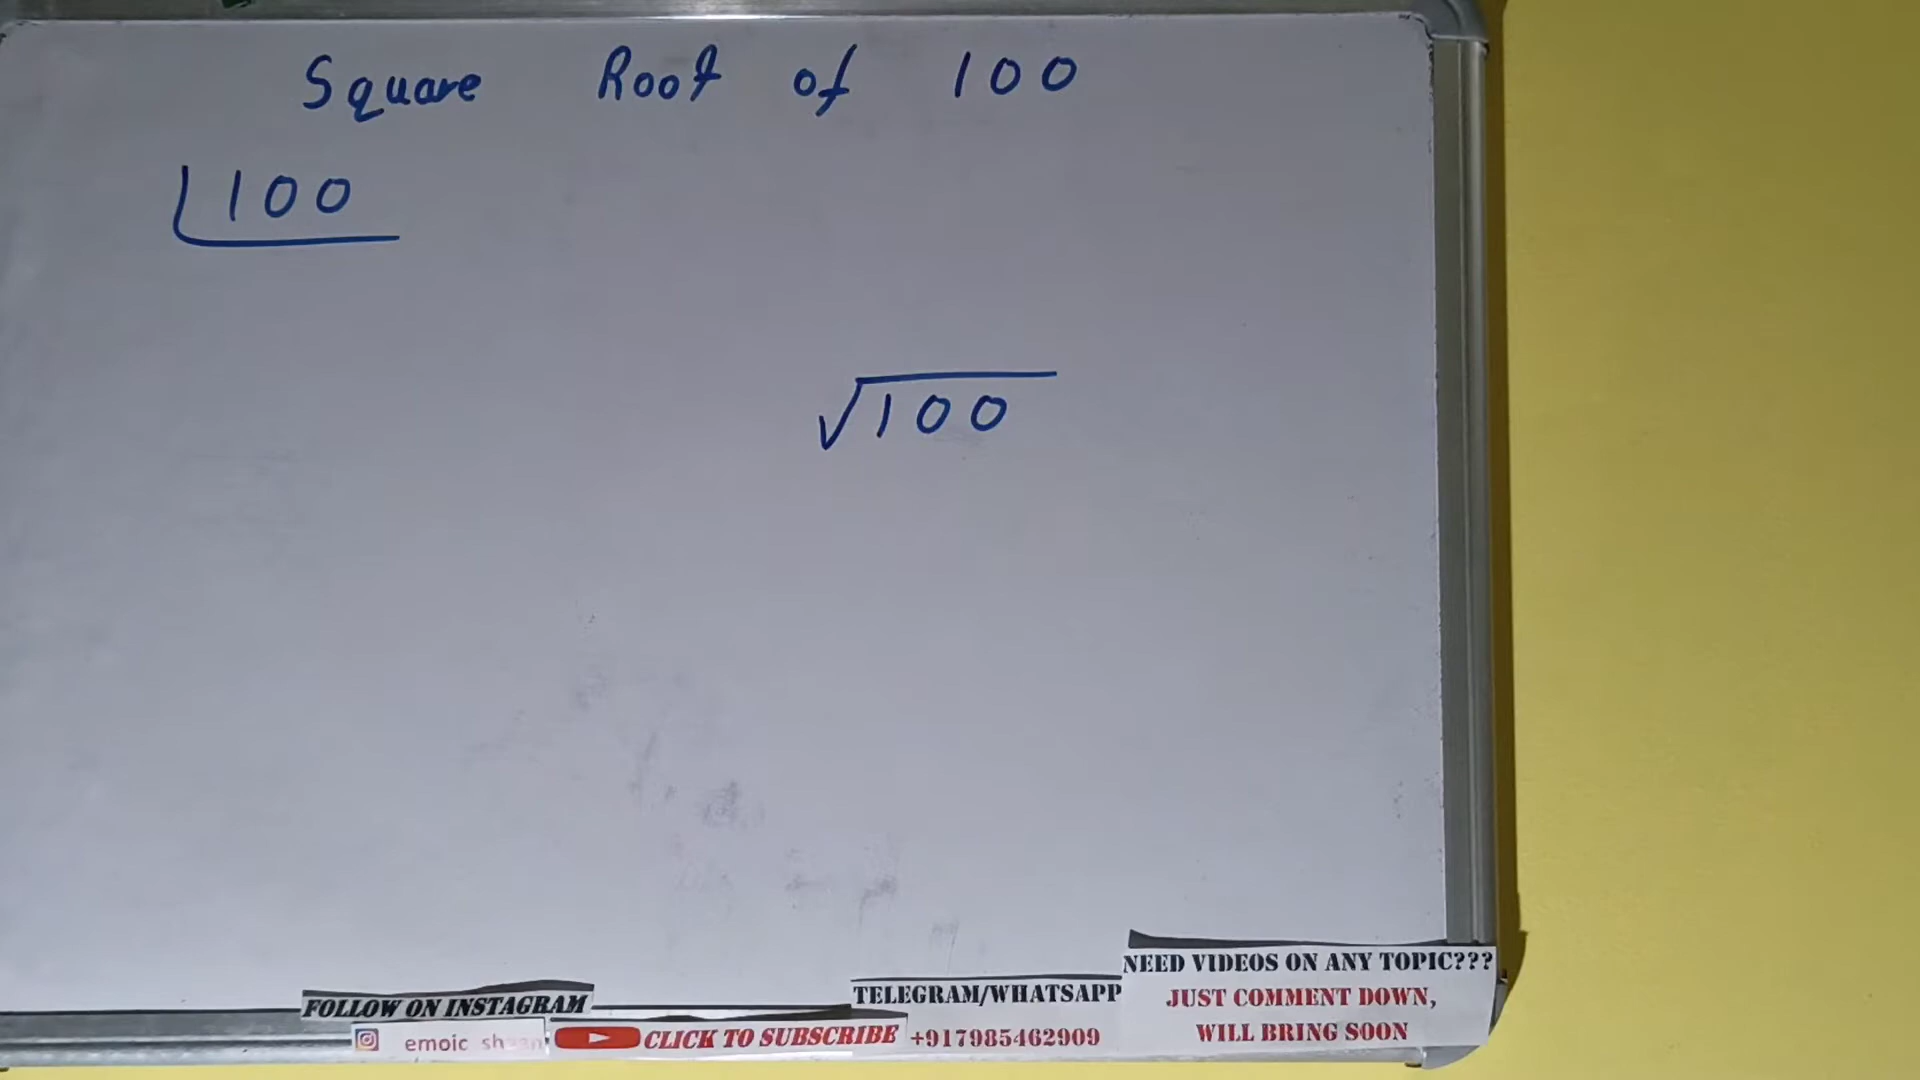 Square Root of 100
100
√100
NEED VIDEOS ON ANY TOPIC???
JUST COMMENT DOWN,
WILL BRING SOON
TELEGRAM/WHATSAPP
+917985462909
FOLLOW ON INSTAGRAM
emoic
CLICK TO SUBSCRIBE